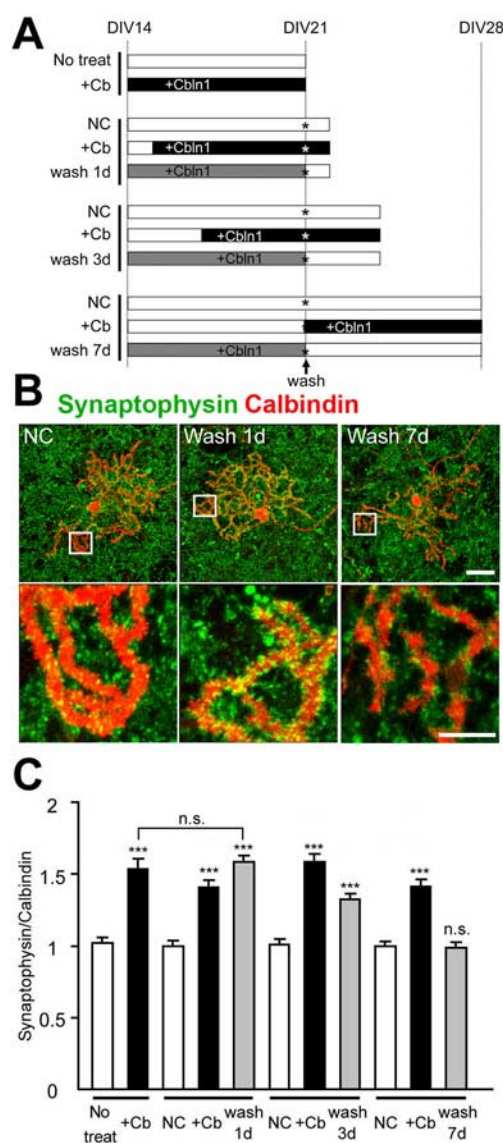 A
DIV14 DIV21 DIV28
No treat
+Cb +Cbln1
NC *
+Cb +Cbln1 *
wash 1d +Cbln1 *
NC *
+Cb +Cbln1 *
wash 3d +Cbln1 *
NC *
+Cb +Cbln1
wash 7d +Cbln1 *
wash
B
Synaptophysin Calbindin
NC Wash 1d Wash 7d
C
Synaptophysin/Calbindin
2
1.5
1
0.5
0
n.s.
*** *** *** *** *** *** n.s.
No treat +Cb NC +Cb wash 1d NC +Cb wash 3d NC +Cb wash 7d